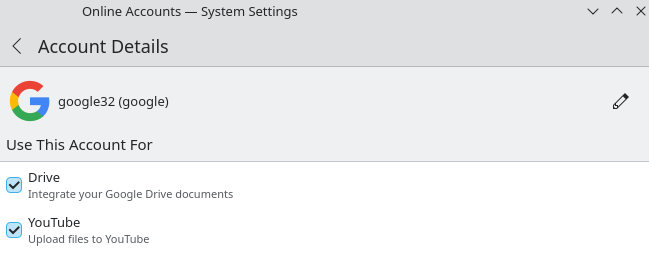 Online Accounts — System Settings
Account Details
google32 (google)
Use This Account For
Drive
Integrate your Google Drive documents
YouTube
Upload files to YouTube